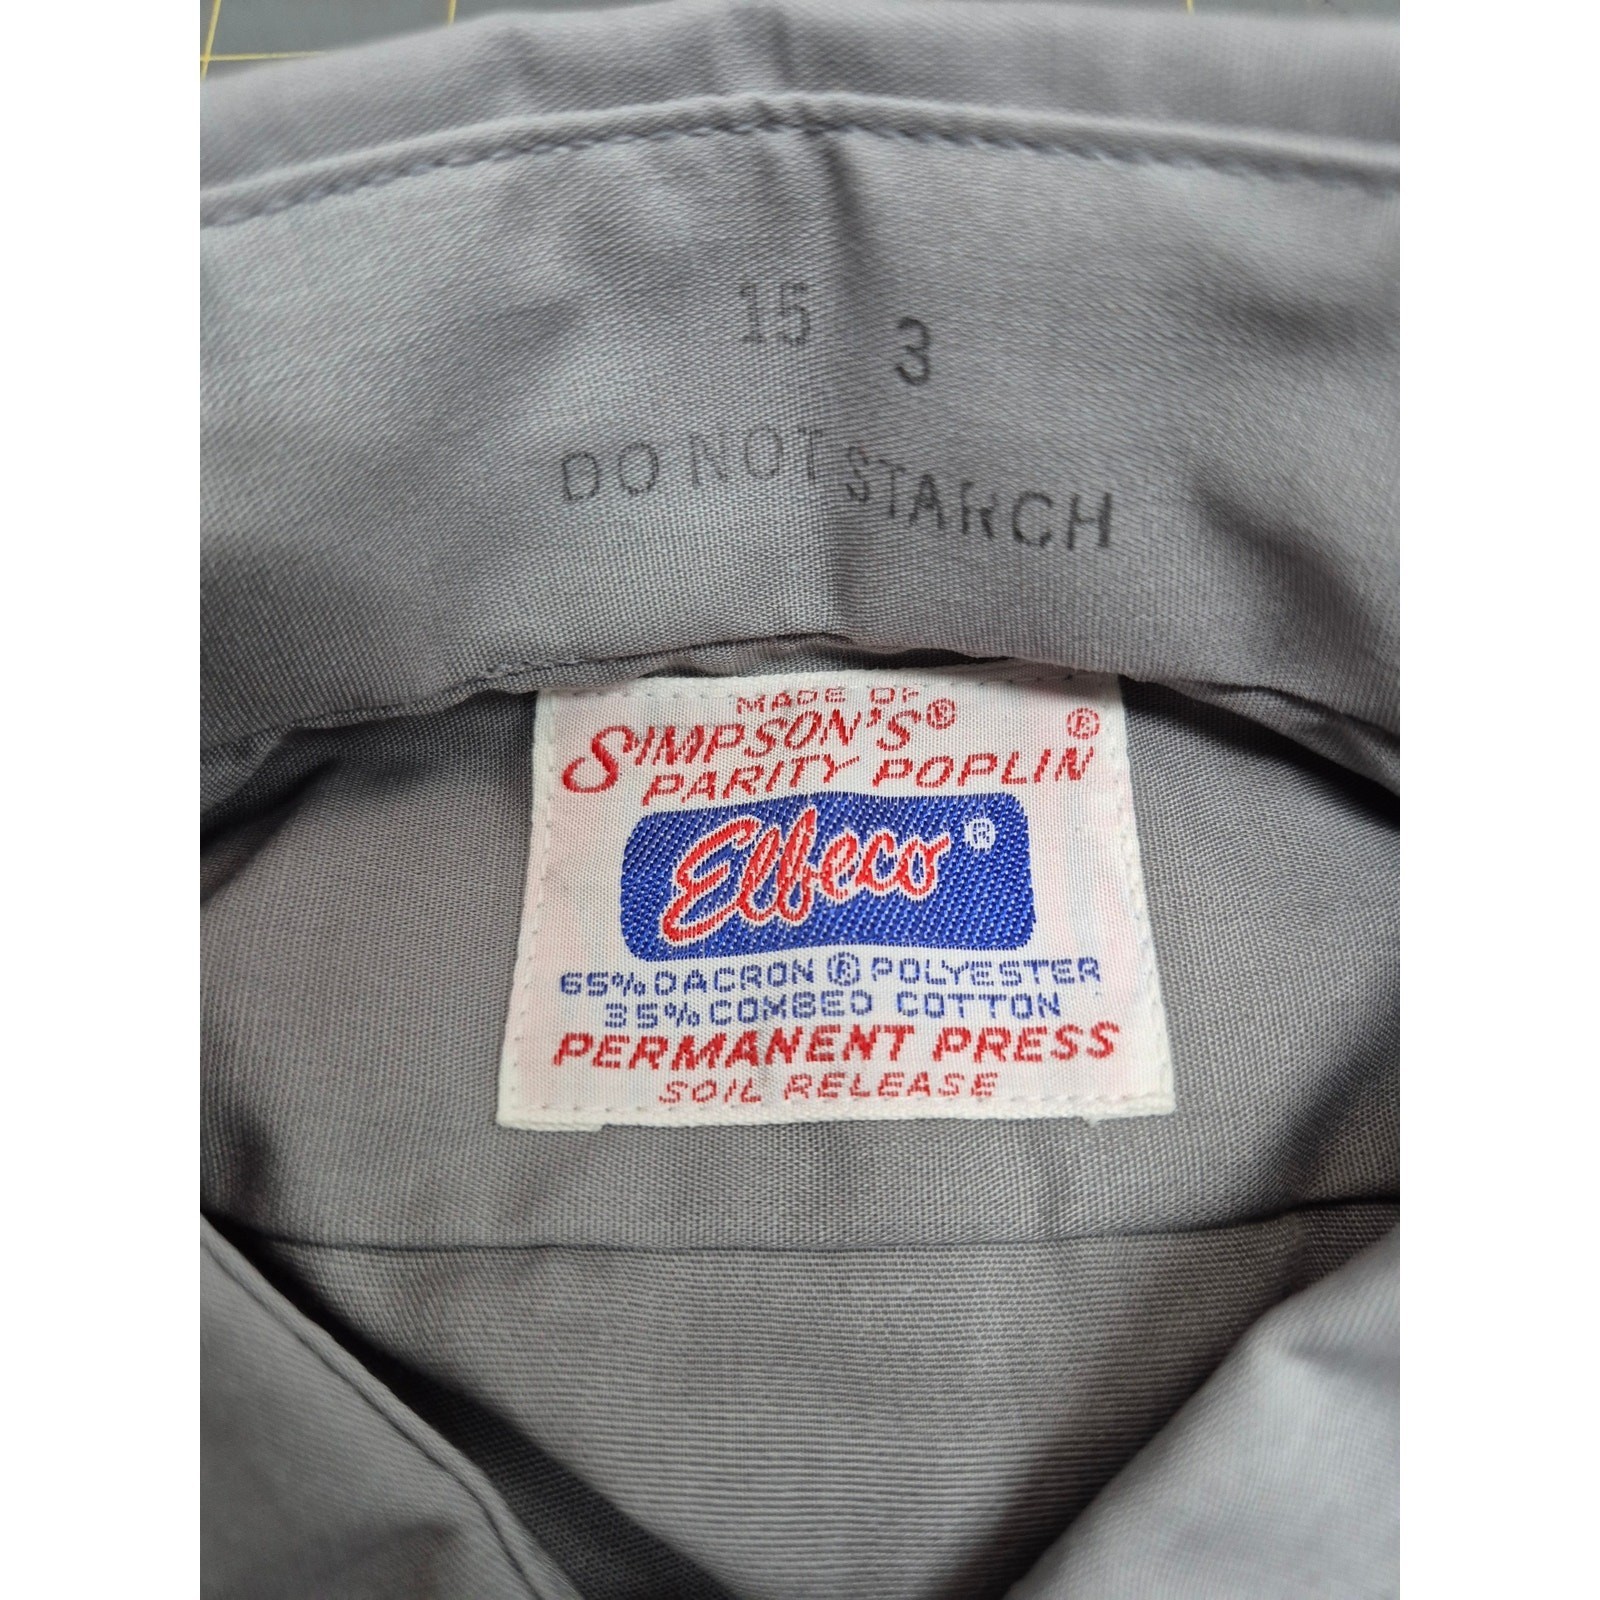 15 3
DO NOT STARCH
MADE OF
SIMPSON'S® ®
PARITY POPLIN
Elbeco ®
65% DACRON ® POLYESTER
35% COMBED COTTON
PERMANENT PRESS
SOIL RELEASE